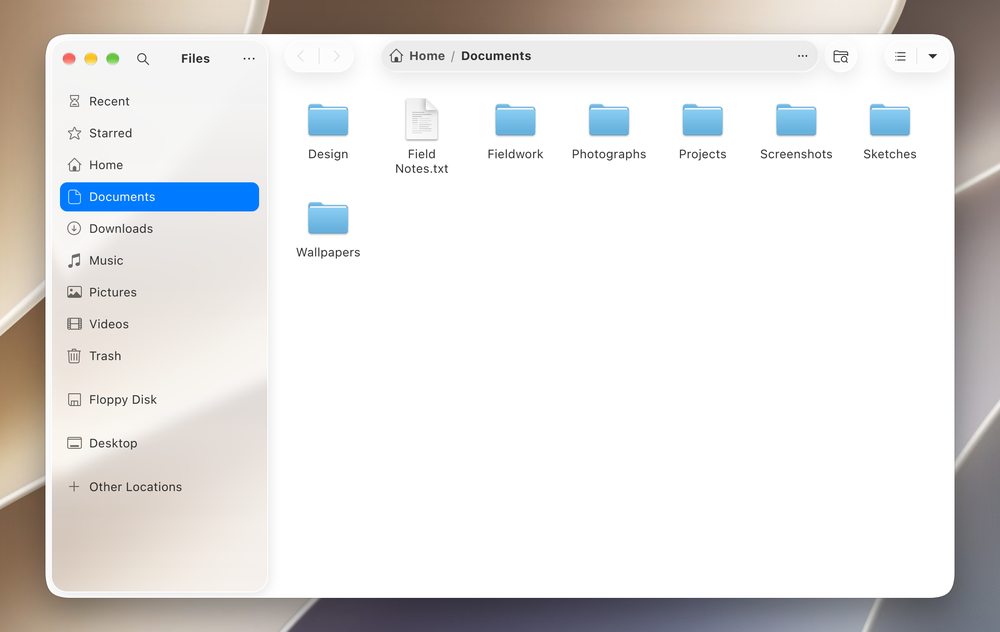 Files
Home / Documents
Recent
Starred
Home
Documents
Downloads
Music
Pictures
Videos
Trash
Floppy Disk
Desktop
Other Locations
Design
Field
Notes.txt
Fieldwork
Photographs
Projects
Screenshots
Sketches
Wallpapers